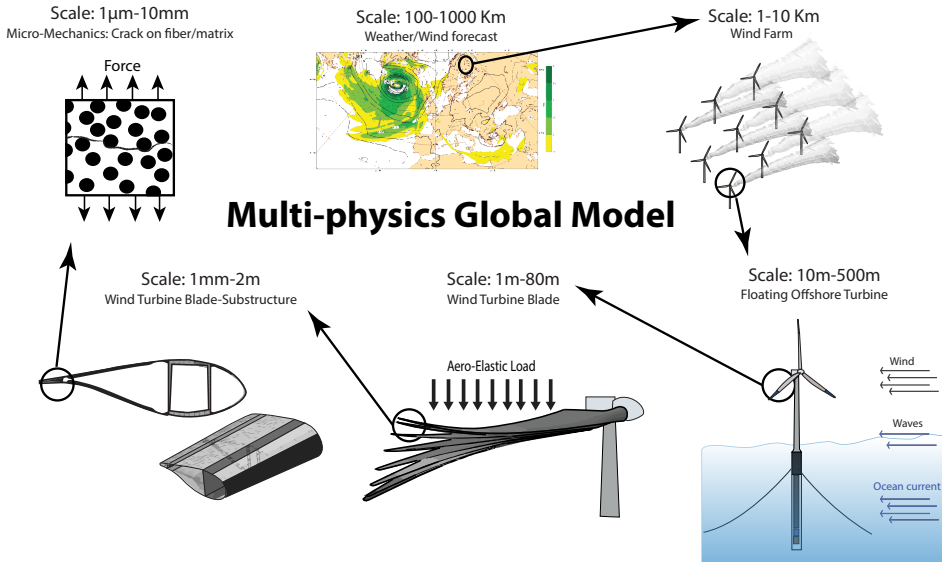 Scale: 1μm-10mm
Micro-Mechanics: Crack on fiber/matrix
Force
Scale: 100-1000 Km
Weather/Wind forecast
Scale: 1-10 Km
Wind Farm
Multi-physics Global Model
Scale: 1mm-2m
Wind Turbine Blade-Substructure
Scale: 1m-80m
Wind Turbine Blade
Scale: 10m-500m
Floating Offshore Turbine
Aero-Elastic Load
Wind
Waves
Ocean current